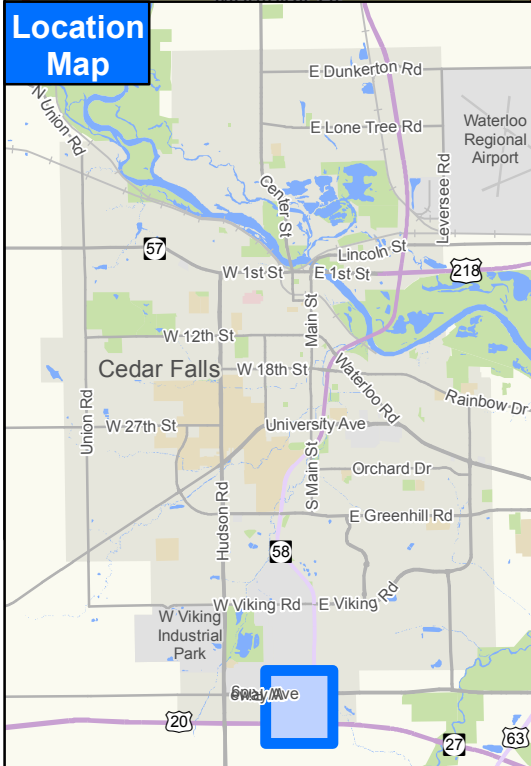 Location
Map
E Dunkerton Rd
N Union Rd
E Lone Tree Rd
Waterloo
Regional
Airport
Leversee Rd
Center St
57
Lincoln St
W 1st St
E 1st St
218
Main St
W 12th St
Cedar Falls
W 18th St
Waterloo Rd
Rainbow Dr
Union Rd
W 27th St
University Ave
S Main St
Orchard Dr
Hudson Rd
E Greenhill Rd
58
W Viking Rd
E Viking Rd
W Viking
Industrial
Park
Ave
20
27
63